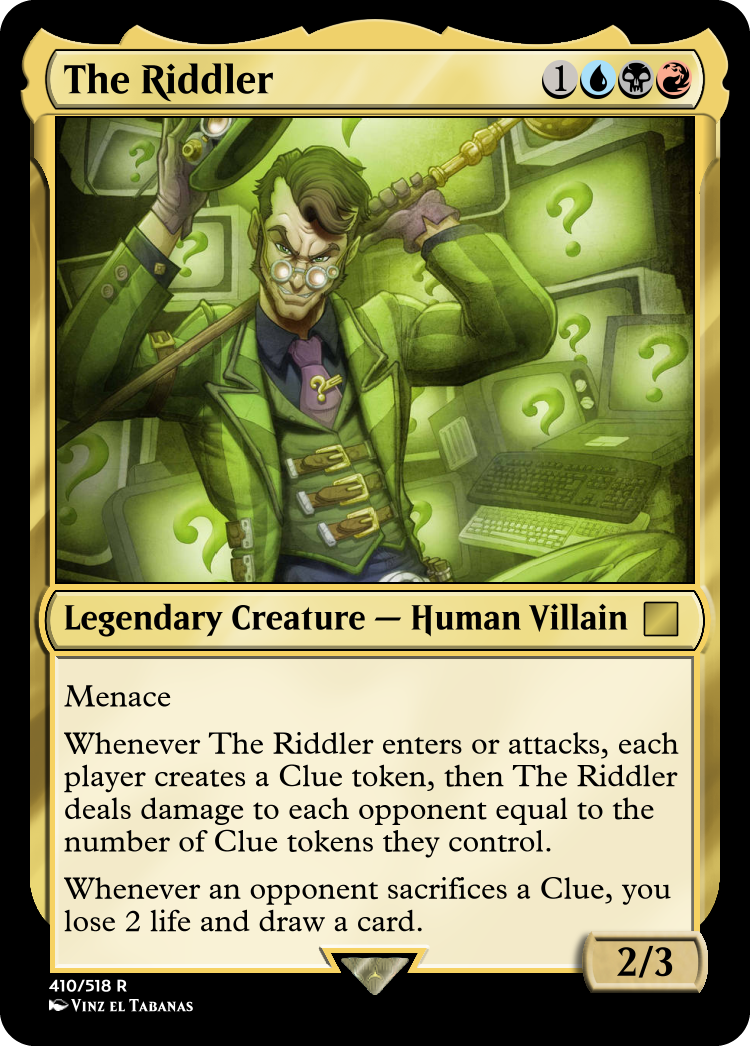 The Riddler 1
Legendary Creature — Human Villain
Menace
Whenever The Riddler enters or attacks, each
player creates a Clue token, then The Riddler
deals damage to each opponent equal to the
number of Clue tokens they control.
Whenever an opponent sacrifices a Clue, you
lose 2 life and draw a card.
2/3
410/518 R
Vinz el Tabanas